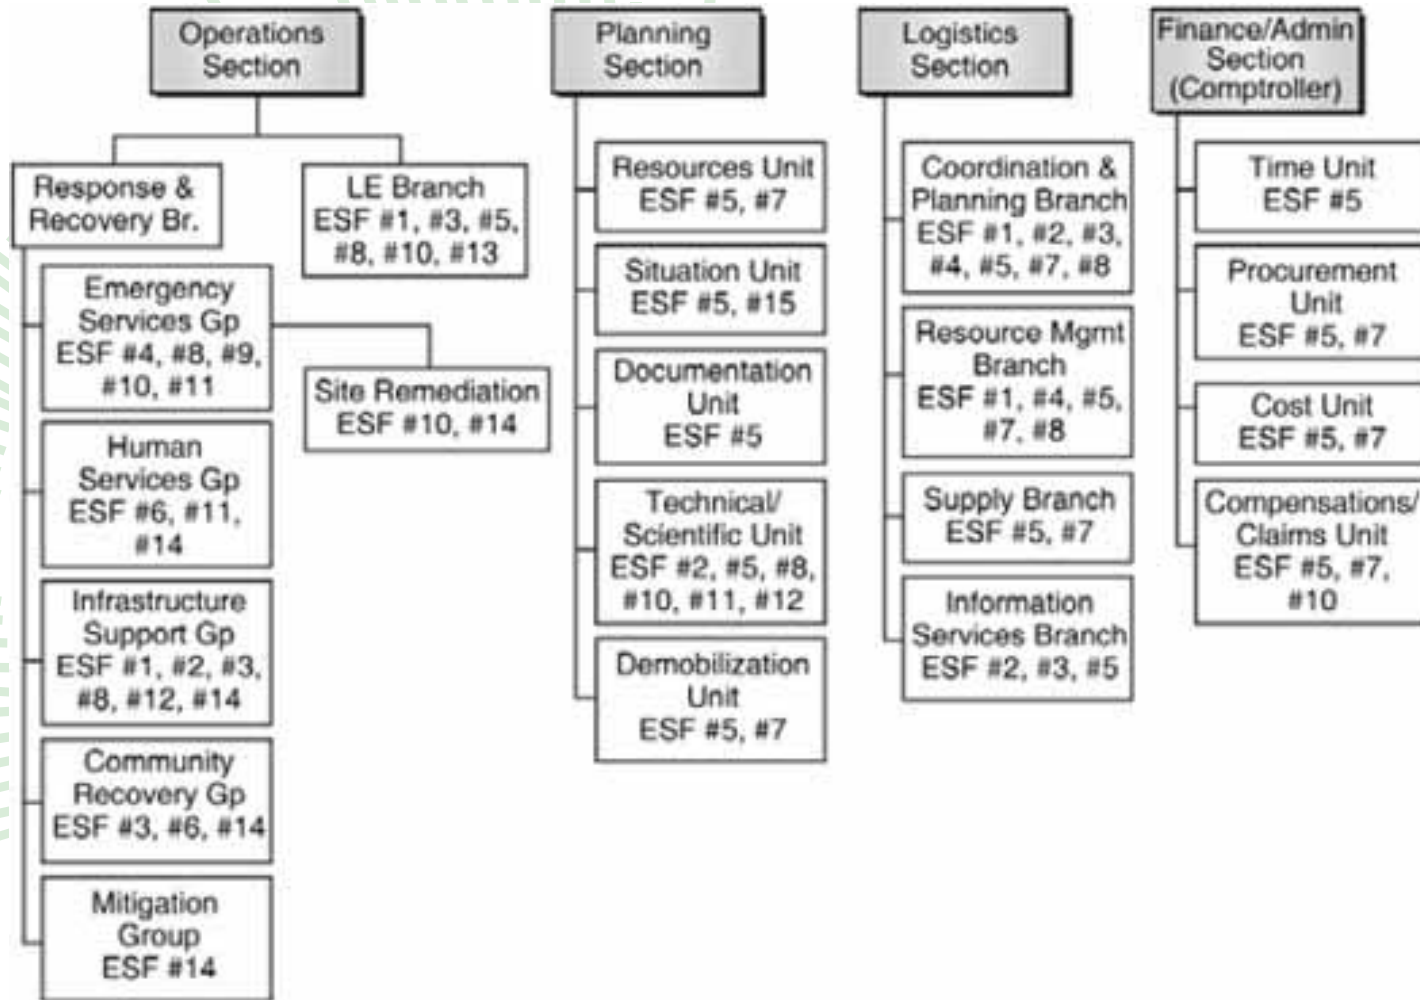 Operations
Section
Response &
Recovery Br.
LE Branch
ESF #1, #3, #5,
#8, #10, #13
Emergency
Services Gp
ESF #4, #8, #9,
#10, #11
Site Remediation
ESF #10, #14
Human
Services Gp
ESF #6, #11,
#14
Infrastructure
Support Gp
ESF #1, #2, #3,
#8, #12, #14
Community
Recovery Gp
ESF #3, #6, #14
Mitigation
Group
ESF #14
Planning
Section
Resources Unit
ESF #5, #7
Situation Unit
ESF #5, #15
Documentation
Unit
ESF #5
Technical/
Scientific Unit
ESF #2, #5, #8,
#10, #11, #12
Demobilization
Unit
ESF #5, #7
Logistics
Section
Coordination &
Planning Branch
ESF #1, #2, #3,
#4, #5, #7, #8
Resource Mgmt
Branch
ESF #1, #4, #5,
#7, #8
Supply Branch
ESF #5, #7
Information
Services Branch
ESF #2, #3, #5
Finance/Admin
Section
(Comptroller)
Time Unit
ESF #5
Procurement
Unit
ESF #5, #7
Cost Unit
ESF #5, #7
Compensations/
Claims Unit
ESF #5, #7,
#10